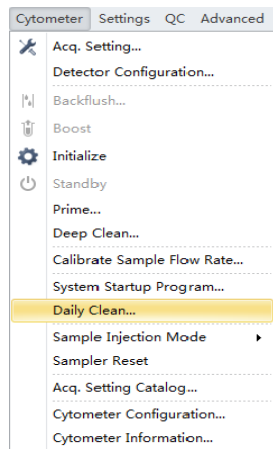 Cytometer Settings QC Advanced
Acq. Setting...
Detector Configuration...
Backflush...
Boost
Initialize
Standby
Prime...
Deep Clean...
Calibrate Sample Flow Rate...
System Startup Program...
Daily Clean...
Sample Injection Mode
Sampler Reset
Acq. Setting Catalog...
Cytometer Configuration...
Cytometer Information...